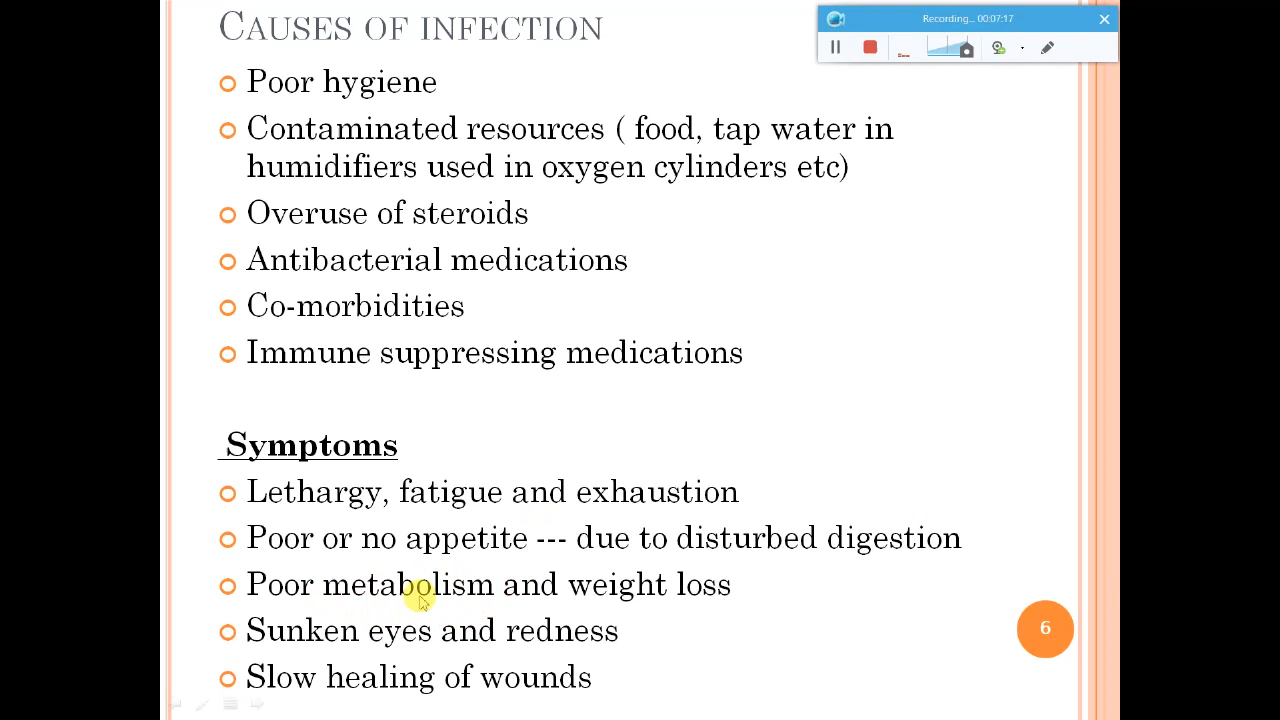 CAUSES OF INFECTION
Recording... 00:07:17
Poor hygiene
Contaminated resources ( food, tap water in
humidifiers used in oxygen cylinders etc)
Overuse of steroids
Antibacterial medications
Co-morbidities
Immune suppressing medications
Symptoms
Lethargy, fatigue and exhaustion
Poor or no appetite --- due to disturbed digestion
Poor metabolism and weight loss
Sunken eyes and redness
6
Slow healing of wounds